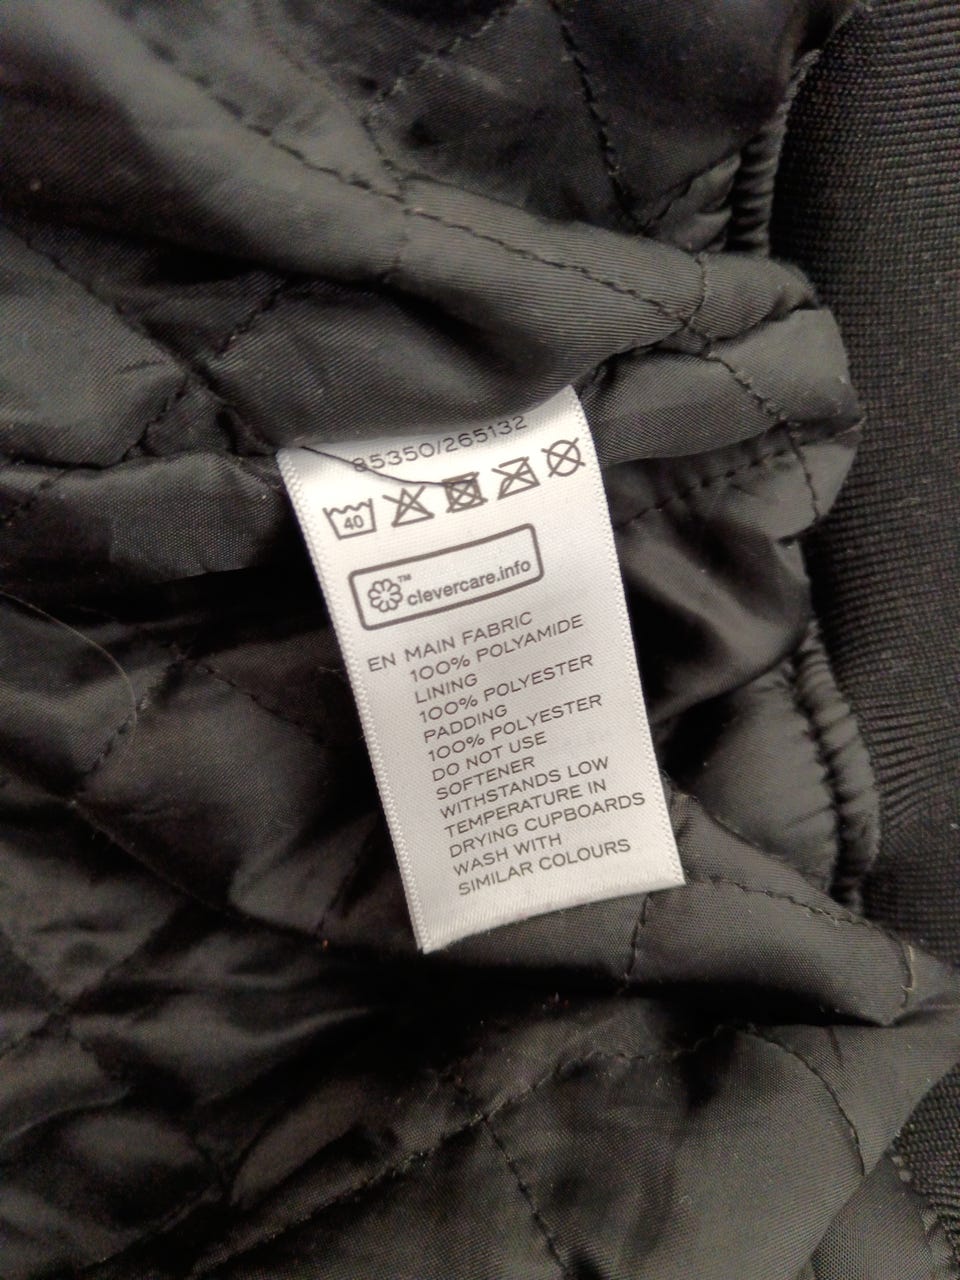 85350/265132
40
clevercare.info™
EN MAIN FABRIC
100% POLYAMIDE
LINING
100% POLYESTER
PADDING
100% POLYESTER
DO NOT USE
SOFTENER
WITHSTANDS LOW
TEMPERATURE IN
DRYING CUPBOARDS
WASH WITH
SIMILAR COLOURS